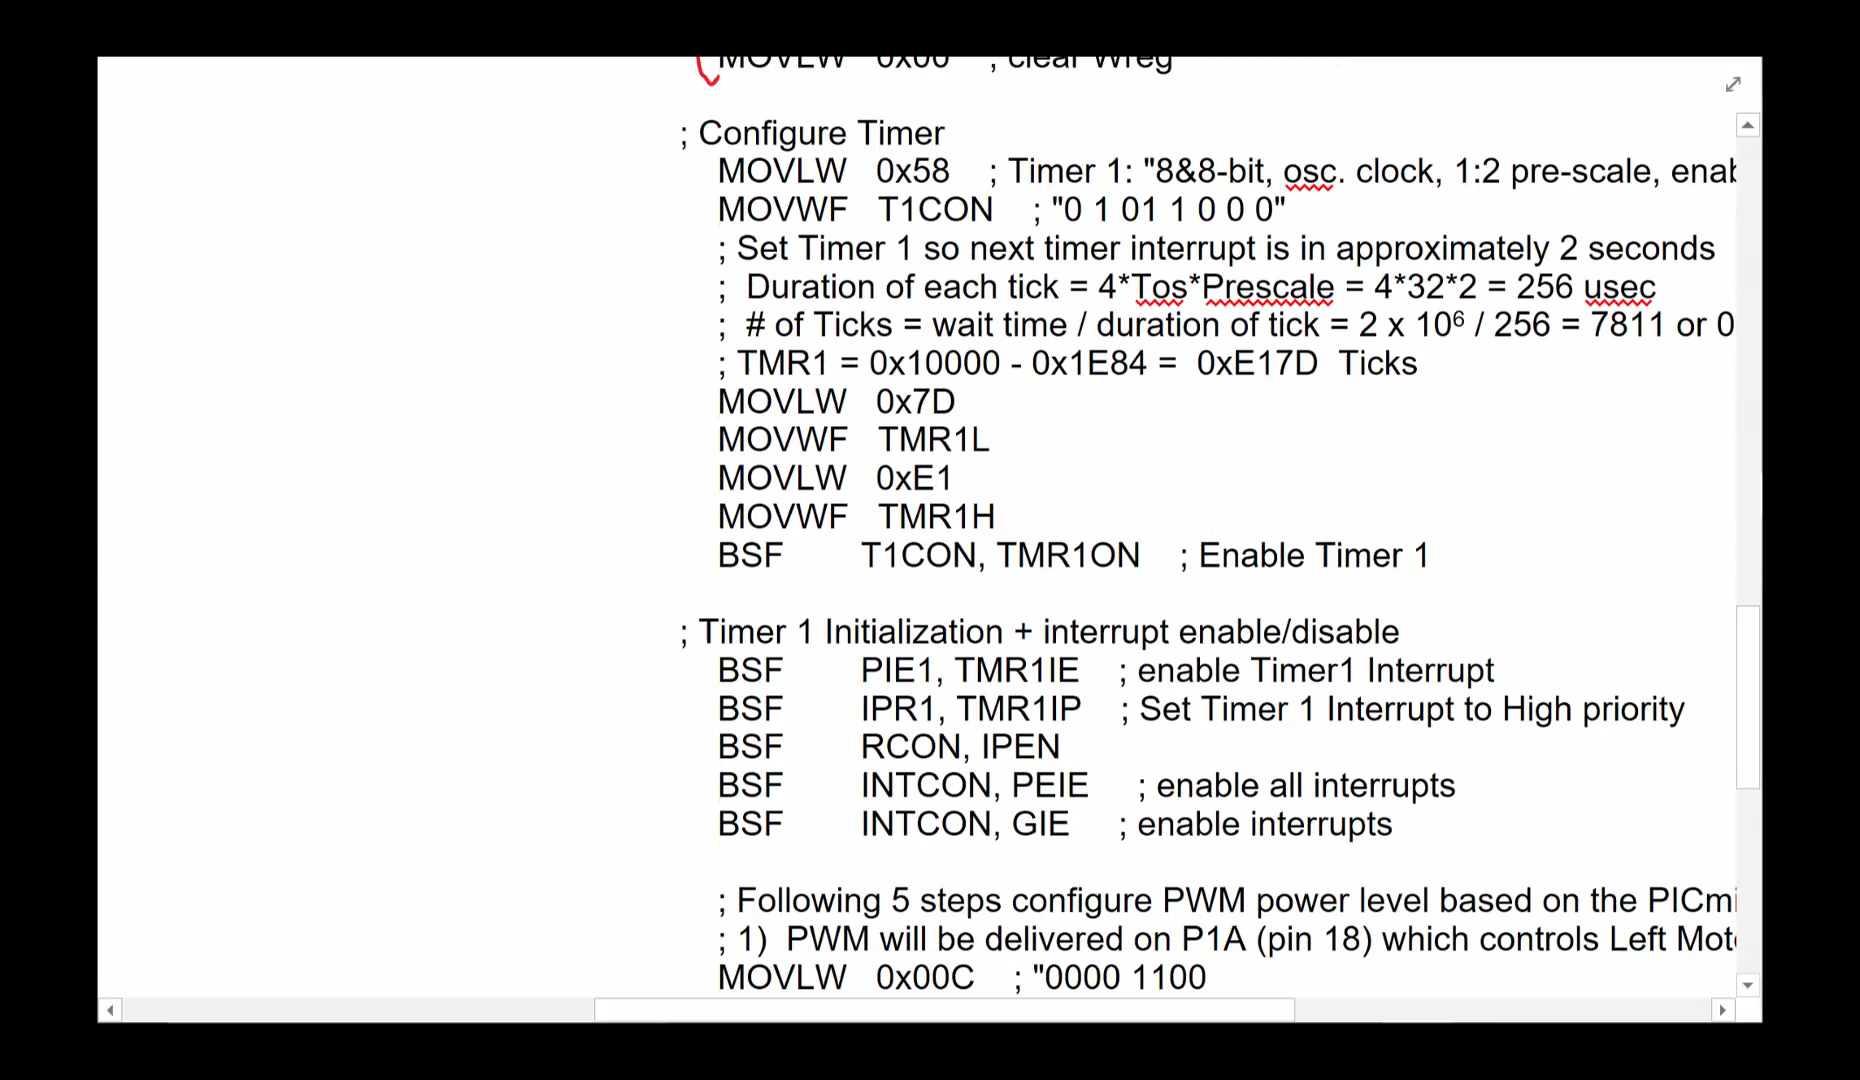 MOVLW 0x00 ; clear Wreg
; Configure Timer
MOVLW 0x58 ; Timer 1: "8&8-bit, osc. clock, 1:2 pre-scale, enab
MOVWF T1CON ; "0 1 01 1 0 0 0"
; Set Timer 1 so next timer interrupt is in approximately 2 seconds
; Duration of each tick = 4*Tos*Prescale = 4*32*2 = 256 usec
; # of Ticks = wait time / duration of tick = 2 x 10⁶ / 256 = 7811 or 0
; TMR1 = 0x10000 - 0x1E84 = 0xE17D Ticks
MOVLW 0x7D
MOVWF TMR1L
MOVLW 0xE1
MOVWF TMR1H
BSF T1CON, TMR1ON ; Enable Timer 1
; Timer 1 Initialization + interrupt enable/disable
BSF PIE1, TMR1IE ; enable Timer1 Interrupt
BSF IPR1, TMR1IP ; Set Timer 1 Interrupt to High priority
BSF RCON, IPEN
BSF INTCON, PEIE ; enable all interrupts
BSF INTCON, GIE ; enable interrupts
; Following 5 steps configure PWM power level based on the PICmi
; 1) PWM will be delivered on P1A (pin 18) which controls Left Mot
MOVLW 0x00C ; "0000 1100